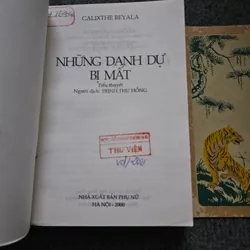 CALIXTHE BEYALA
NHỮNG DANH DỰ
BỊ MẤT
Tiểu thuyết
Người dịch: TRỊNH THU HỒNG
THƯ VIỆN
NHÀ XUẤT BẢN PHỤ NỮ
HÀ NỘI - 2000